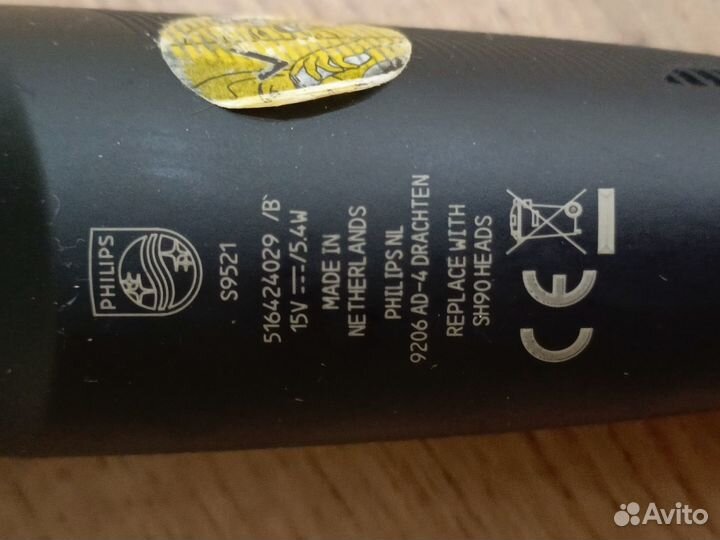 PHILIPS
S9521
516424029 /B
15V⎓/5.4W
MADE IN
NETHERLANDS
PHILIPS NL
9206 AD-4 DRACHTEN
REPLACE WITH
SH90 HEADS
CE
Avito